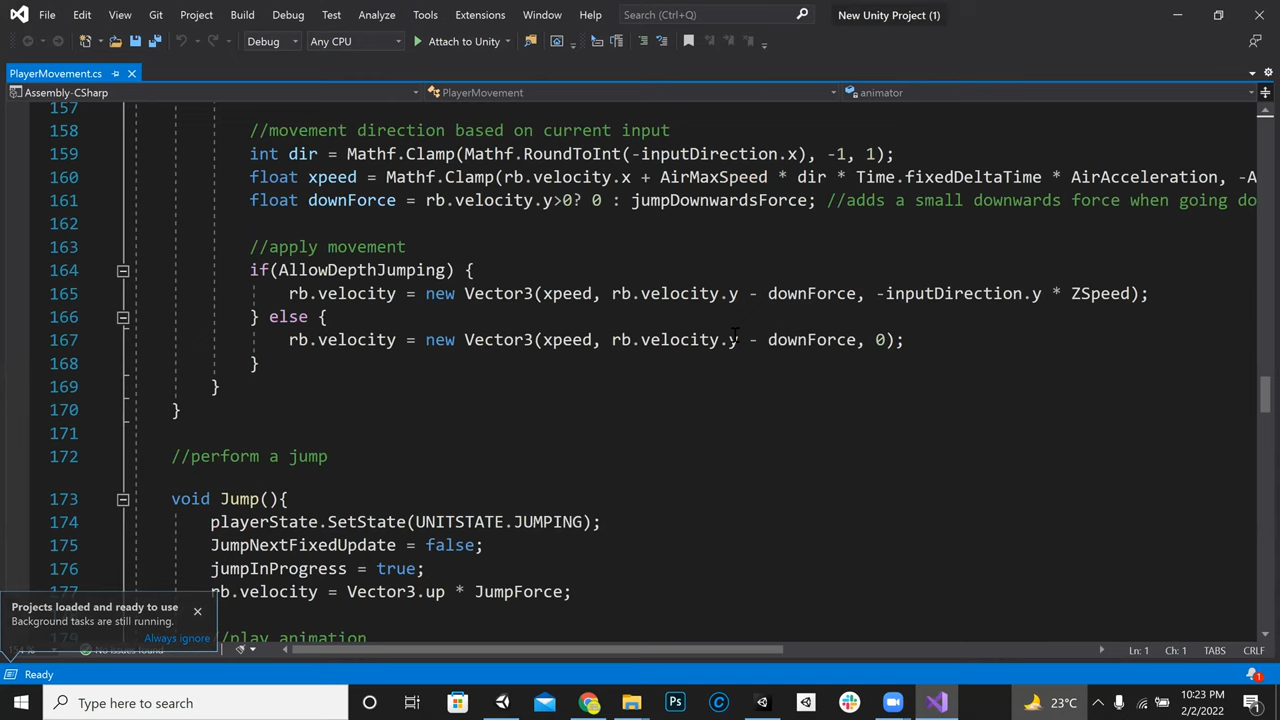 File Edit View Git Project Build Debug Test Analyze Tools Extensions Window Help Search (Ctrl+Q) New Unity Project (1)
Debug Any CPU Attach to Unity
PlayerMovement.cs
Assembly-CSharp PlayerMovement animator
157
158 //movement direction based on current input
159 int dir = Mathf.Clamp(Mathf.RoundToInt(-inputDirection.x), -1, 1);
160 float xpeed = Mathf.Clamp(rb.velocity.x + AirMaxSpeed * dir * Time.fixedDeltaTime * AirAcceleration, -A
161 float downForce = rb.velocity.y>0? 0 : jumpDownwardsForce; //adds a small downwards force when going do
162
163 //apply movement
164 if(AllowDepthJumping) {
165 rb.velocity = new Vector3(xpeed, rb.velocity.y - downForce, -inputDirection.y * ZSpeed);
166 } else {
167 rb.velocity = new Vector3(xpeed, rb.velocity.y - downForce, 0);
168 }
169 }
170 }
171
172 //perform a jump
173 void Jump(){
174 playerState.SetState(UNITSTATE.JUMPING);
175 JumpNextFixedUpdate = false;
176 jumpInProgress = true;
177 rb.velocity = Vector3.up * JumpForce;
179 //play animation
Projects loaded and ready to use
Background tasks are still running.
Always ignore
No issues found Ln: 1 Ch: 1 TABS CRLF
Ready 1
Type here to search Ps 23°C 10:23 PM
2/2/2022 1